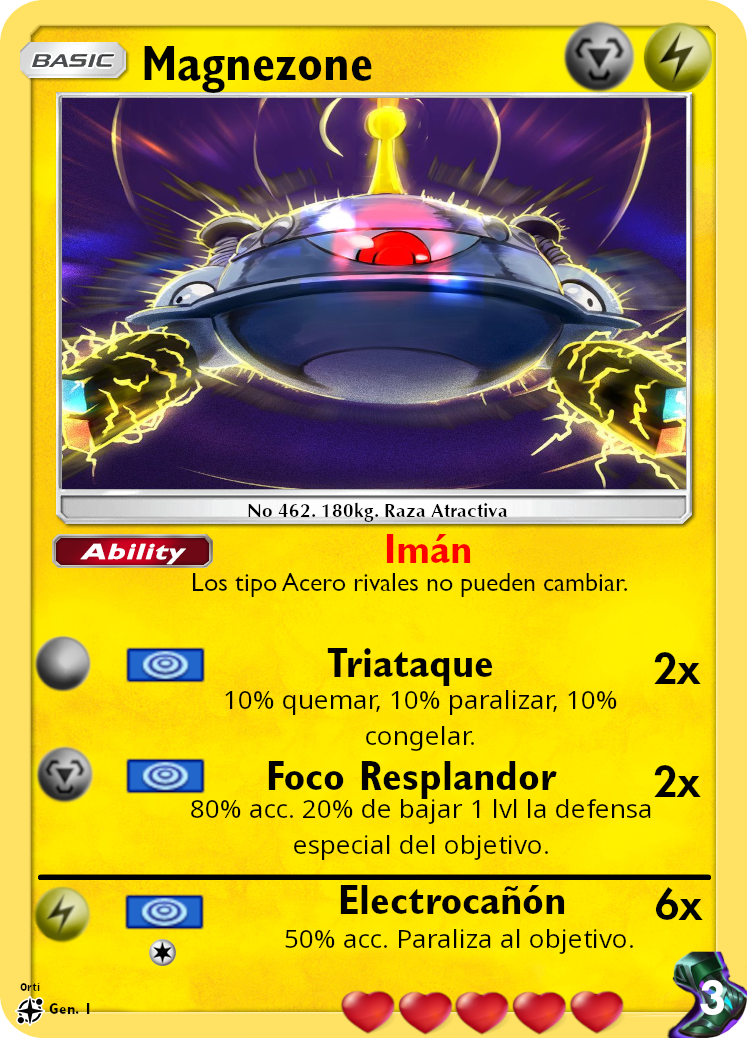 BASIC Magnezone
No 462. 180kg. Raza Atractiva
Ability Imán
Los tipo Acero rivales no pueden cambiar.
Triataque 2x
10% quemar, 10% paralizar, 10%
congelar.
Foco Resplandor 2x
80% acc. 20% de bajar 1 lvl la defensa
especial del objetivo.
Electrocañón 6x
50% acc. Paraliza al objetivo.
Orti
Gen. I
3